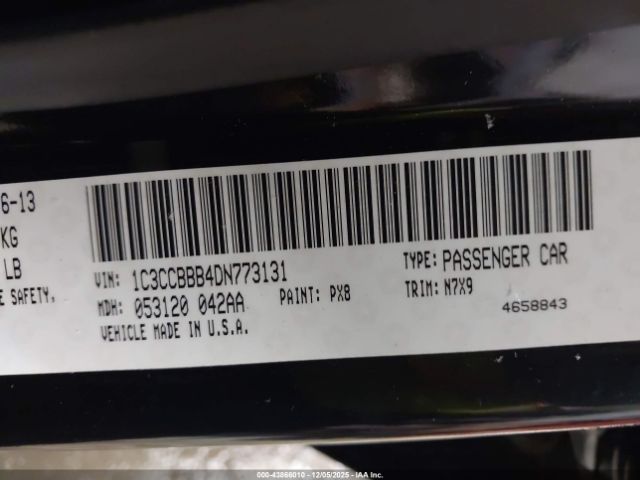 6-13
KG
LB
E SAFETY,
VIN: 1C3CCBBB4DN773131
TYPE: PASSENGER CAR
MDH: 053120 042AA
PAINT: PX8
TRIM: N7X9
VEHICLE MADE IN U.S.A.
4658843
000-43866010 - 12/05/2025 - IAA Inc.